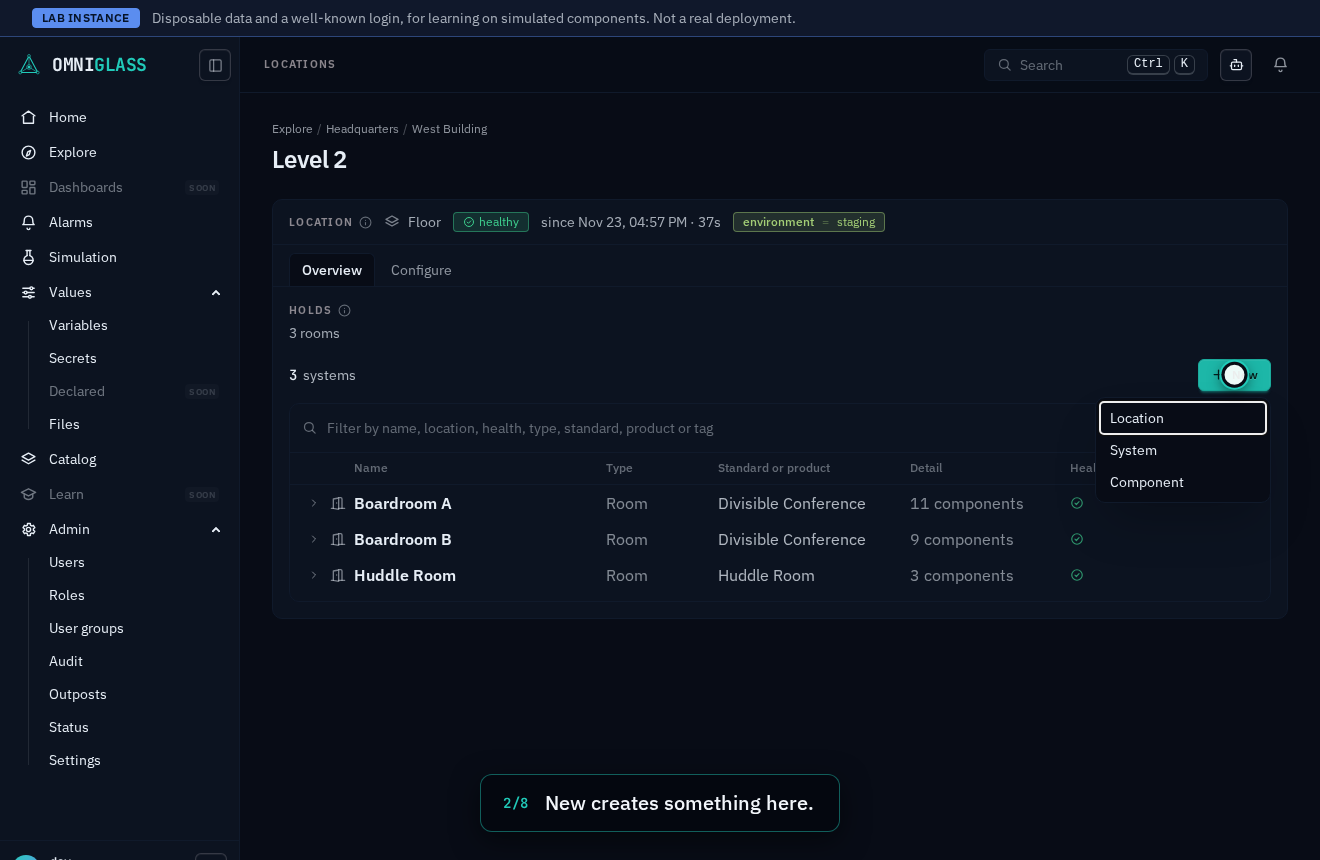 LAB INSTANCE Disposable data and a well-known login, for learning on simulated components. Not a real deployment.
OMNIGLASS
LOCATIONS
Search Ctrl K
Home
Explore
Dashboards SOON
Alarms
Simulation
Values
Variables
Secrets
Declared SOON
Files
Catalog
Learn SOON
Admin
Users
Roles
User groups
Audit
Outposts
Status
Settings
Explore / Headquarters / West Building
Level 2
LOCATION Floor healthy since Nov 23, 04:57 PM · 37s environment = staging
Overview Configure
HOLDS
3 rooms
3 systems
Location
System
Component
Filter by name, location, health, type, standard, product or tag
Name Type Standard or product Detail
Boardroom A Room Divisible Conference 11 components
Boardroom B Room Divisible Conference 9 components
Huddle Room Room Huddle Room 3 components
2/8 New creates something here.